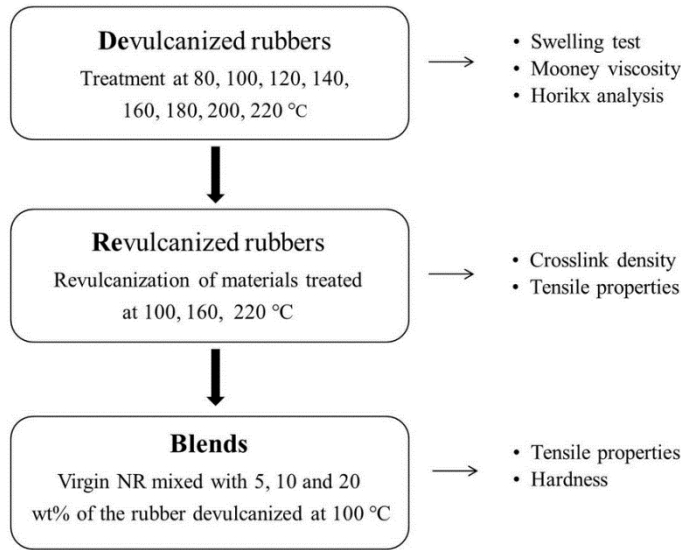 Devulcanized rubbers
Treatment at 80, 100, 120, 140,
160, 180, 200, 220 °C
• Swelling test
• Mooney viscosity
• Horikx analysis
Revulcanized rubbers
Revulcanization of materials treated
at 100, 160, 220 °C
• Crosslink density
• Tensile properties
Blends
Virgin NR mixed with 5, 10 and 20
wt% of the rubber devulcanized at 100 °C
• Tensile properties
• Hardness